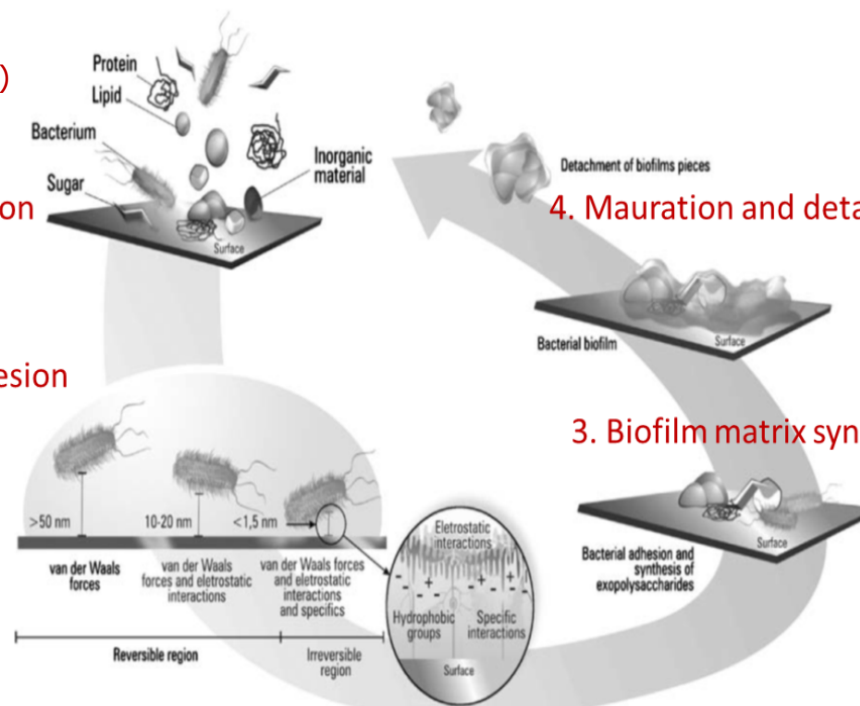 )
Protein
Lipid
Bacterium
Sugar
Inorganic
material
Surface
on
esion
Detachment of biofilms pieces
4. Mauration and deta
Bacterial biofilm
Surface
3. Biofilm matrix syn
Surface
Bacterial adhesion and
synthesis of
exopolysaccharides
>50 nm
10-20 nm
<1,5 nm
van der Waals
forces
van der Waals
forces and eletrostatic
interactions
van der Waals forces
and eletrostatic
interactions
and specifics
Reversible region
Irreversible
region
Eletrostatic
interactions
- + - + - + -
Hydrophobic
groups
Specific
interactions
Surface